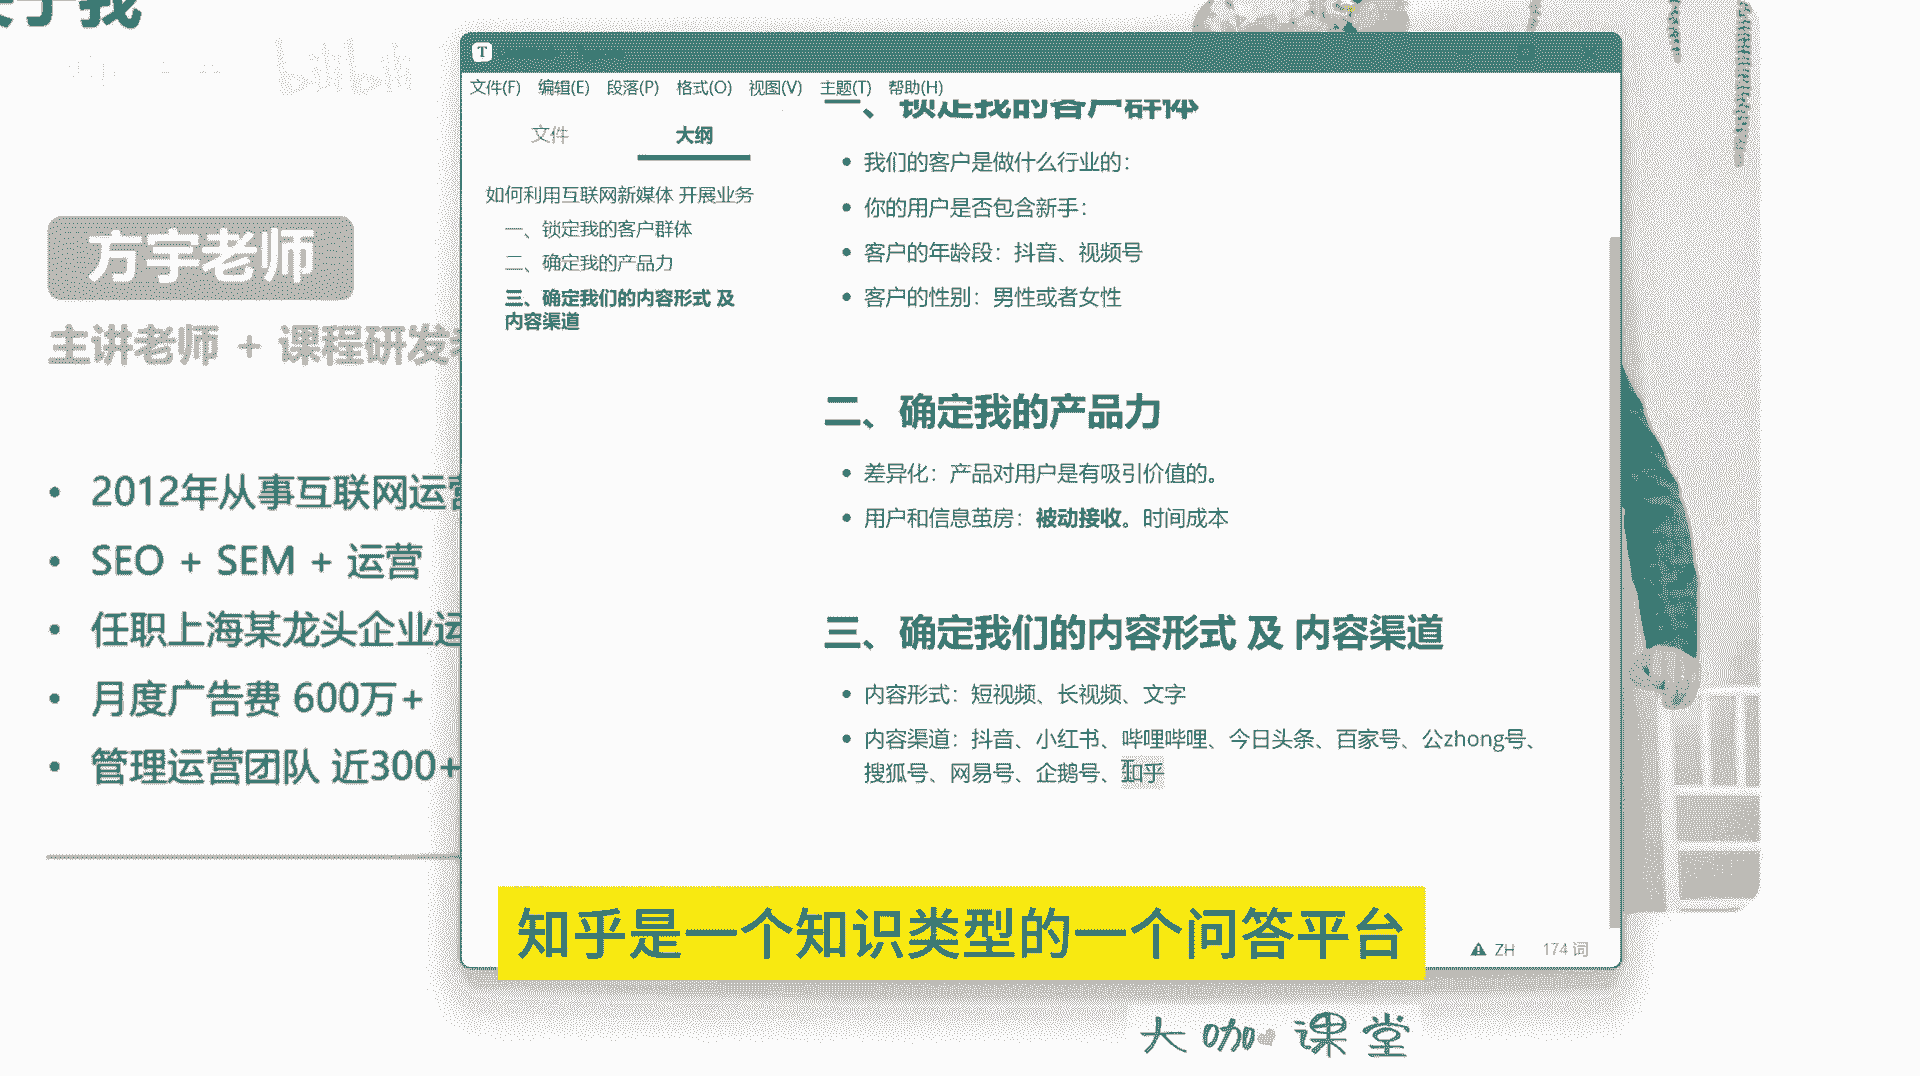 关于我
bilibili
方宇老师
主讲老师 + 课程研发
2012年从事互联网运营
SEO + SEM + 运营
任职上海某龙头企业运
月度广告费 600万+
管理运营团队 近300+
T
文件(F) 编辑(E) 段落(P) 格式(O) 视图(V) 主题(T) 帮助(H)
文件 大纲
如何利用互联网新媒体 开展业务
一、锁定我的客户群体
二、确定我的产品力
三、确定我们的内容形式 及
内容渠道
一、锁定我的客户群体
我们的客户是做什么行业的：
你的用户是否包含新手：
客户的年龄段：抖音、视频号
客户的性别：男性或者女性
二、确定我的产品力
差异化：产品对用户是有吸引价值的。
用户和信息茧房：被动接收。时间成本
三、确定我们的内容形式 及 内容渠道
内容形式：短视频、长视频、文字
内容渠道：抖音、小红书、哔哩哔哩、今日头条、百家号、公zhong号、
搜狐号、网易号、企鹅号、知乎
知乎是一个知识类型的一个问答平台
ZH 174 词
大咖课堂